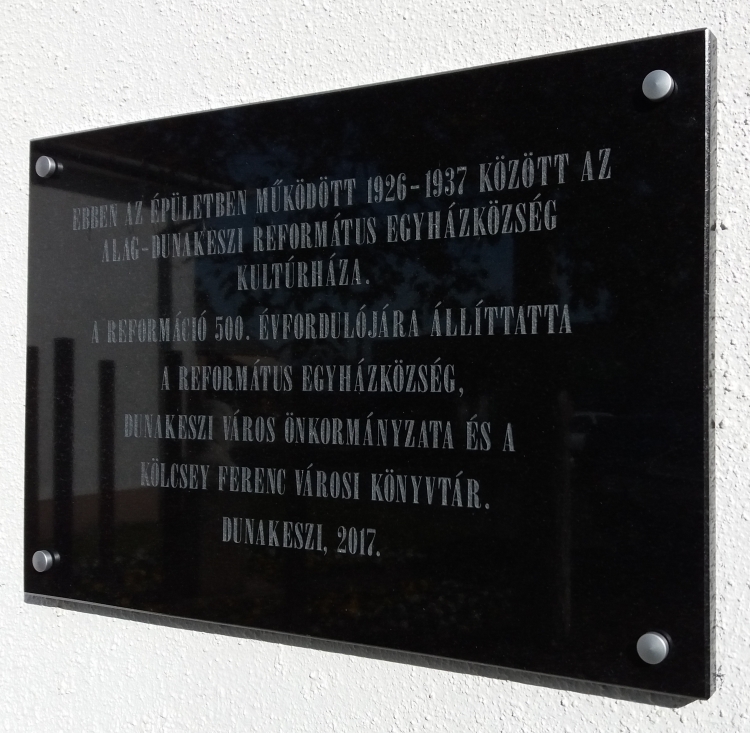 EBBEN AZ ÉPÜLETBEN MŰKÖDÖTT 1926-1937 KÖZÖTT AZ
ALAG-DUNAKESZI REFORMÁTUS EGYHÁZKÖZSÉG
KULTÚRHÁZA.
A REFORMÁCIÓ 500. ÉVFORDULÓJÁRA ÁLLÍTTATTA
A REFORMÁTUS EGYHÁZKÖZSÉG,
DUNAKESZI VÁROS ÖNKORMÁNYZATA ÉS A
KÖLCSEY FERENC VÁROSI KÖNYVTÁR.
DUNAKESZI, 2017.